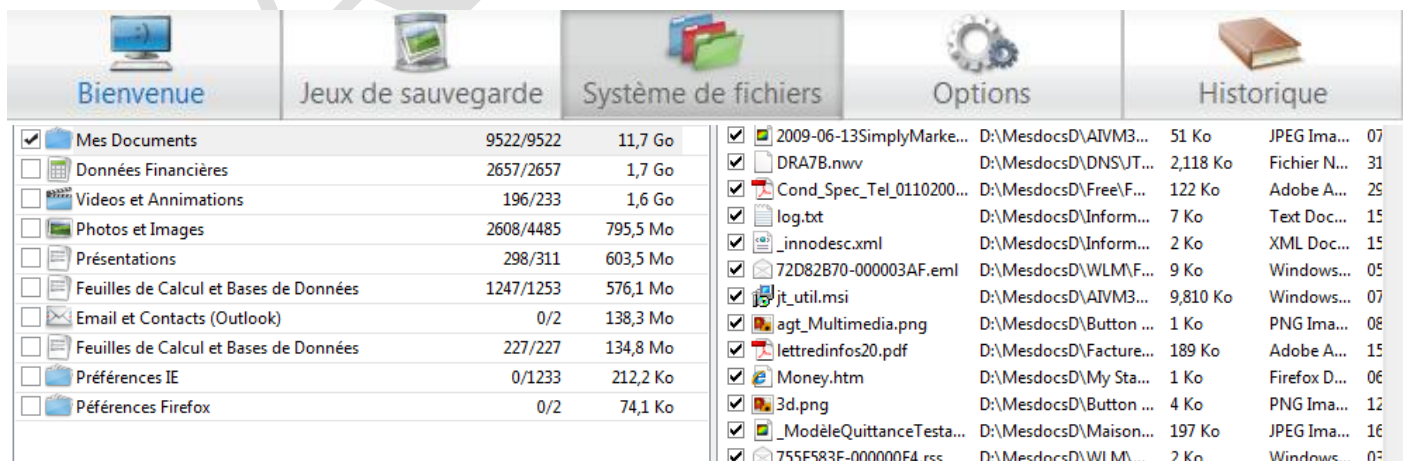 Bienvenue Jeux de sauvegarde Système de fichiers Options Historique
Mes Documents 9522/9522 11,7 Go
Données Financières 2657/2657 1,7 Go
Videos et Annimations 196/233 1,6 Go
Photos et Images 2608/4485 795,5 Mo
Présentations 298/311 603,5 Mo
Feuilles de Calcul et Bases de Données 1247/1253 576,1 Mo
Email et Contacts (Outlook) 0/2 138,3 Mo
Feuilles de Calcul et Bases de Données 227/227 134,8 Mo
Préférences IE 0/1233 212,2 Ko
Péférences Firefox 0/2 74,1 Ko
2009-06-13SimplyMarke... D:\MesdocsD\AIVM3... 51 Ko JPEG Ima... 07
DRA7B.nwv D:\MesdocsD\DNS\JT... 2,118 Ko Fichier N... 31
Cond_Spec_Tel_0110200... D:\MesdocsD\Free\F... 122 Ko Adobe A... 29
log.txt D:\MesdocsD\Inform... 7 Ko Text Doc... 15
_innodesc.xml D:\MesdocsD\Inform... 2 Ko XML Doc... 15
72D82B70-000003AF.eml D:\MesdocsD\WLM\F... 9 Ko Windows... 05
jt_util.msi D:\MesdocsD\AIVM3... 9,810 Ko Windows... 07
agt_Multimedia.png D:\MesdocsD\Button ... 1 Ko PNG Ima... 08
lettredinfos20.pdf D:\MesdocsD\Facture... 189 Ko Adobe A... 15
Money.htm D:\MesdocsD\My Sta... 1 Ko Firefox D... 06
3d.png D:\MesdocsD\Button ... 4 Ko PNG Ima... 12
_ModèleQuittanceTesta... D:\MesdocsD\Maison... 197 Ko JPEG Ima... 16
755F583E-000000F4.rss D:\MesdocsD\WLM\... 2 Ko Windows... 03